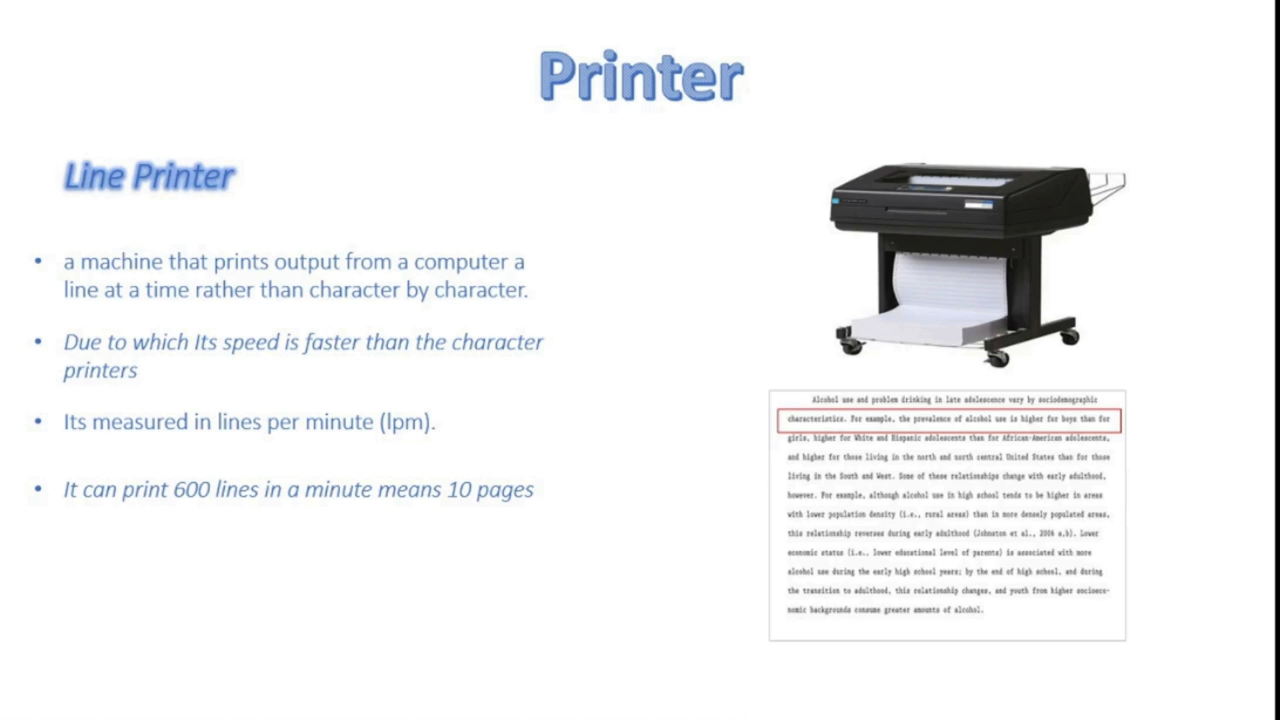 Printer
Line Printer
• a machine that prints output from a computer a
line at a time rather than character by character.
• Due to which Its speed is faster than the character
printers
• Its measured in lines per minute (lpm).
• It can print 600 lines in a minute means 10 pages
Alcohol use and problem drinking in late adolescence vary by sociodemographic
characteristics. For example, the prevalence of alcohol use is higher for boys than for
girls, higher for White and Hispanic adolescents than for African-American adolescents,
and higher for those living in the north and north central United States than for those
living in the South and West. Some of these relationships change with early adulthood,
however. For example, although alcohol use in high school tends to be higher in areas
with lower population density (i.e., rural areas) than in more densely populated areas,
this relationship reverses during early adulthood (Johnston et al., 2006 a,b). Lower
economic status (i.e., lower educational level of parents) is associated with more
alcohol use during the early high school years; by the end of high school, and during
the transition to adulthood, this relationship changes, and youth from higher socioeco-
nomic backgrounds consume greater amounts of alcohol.